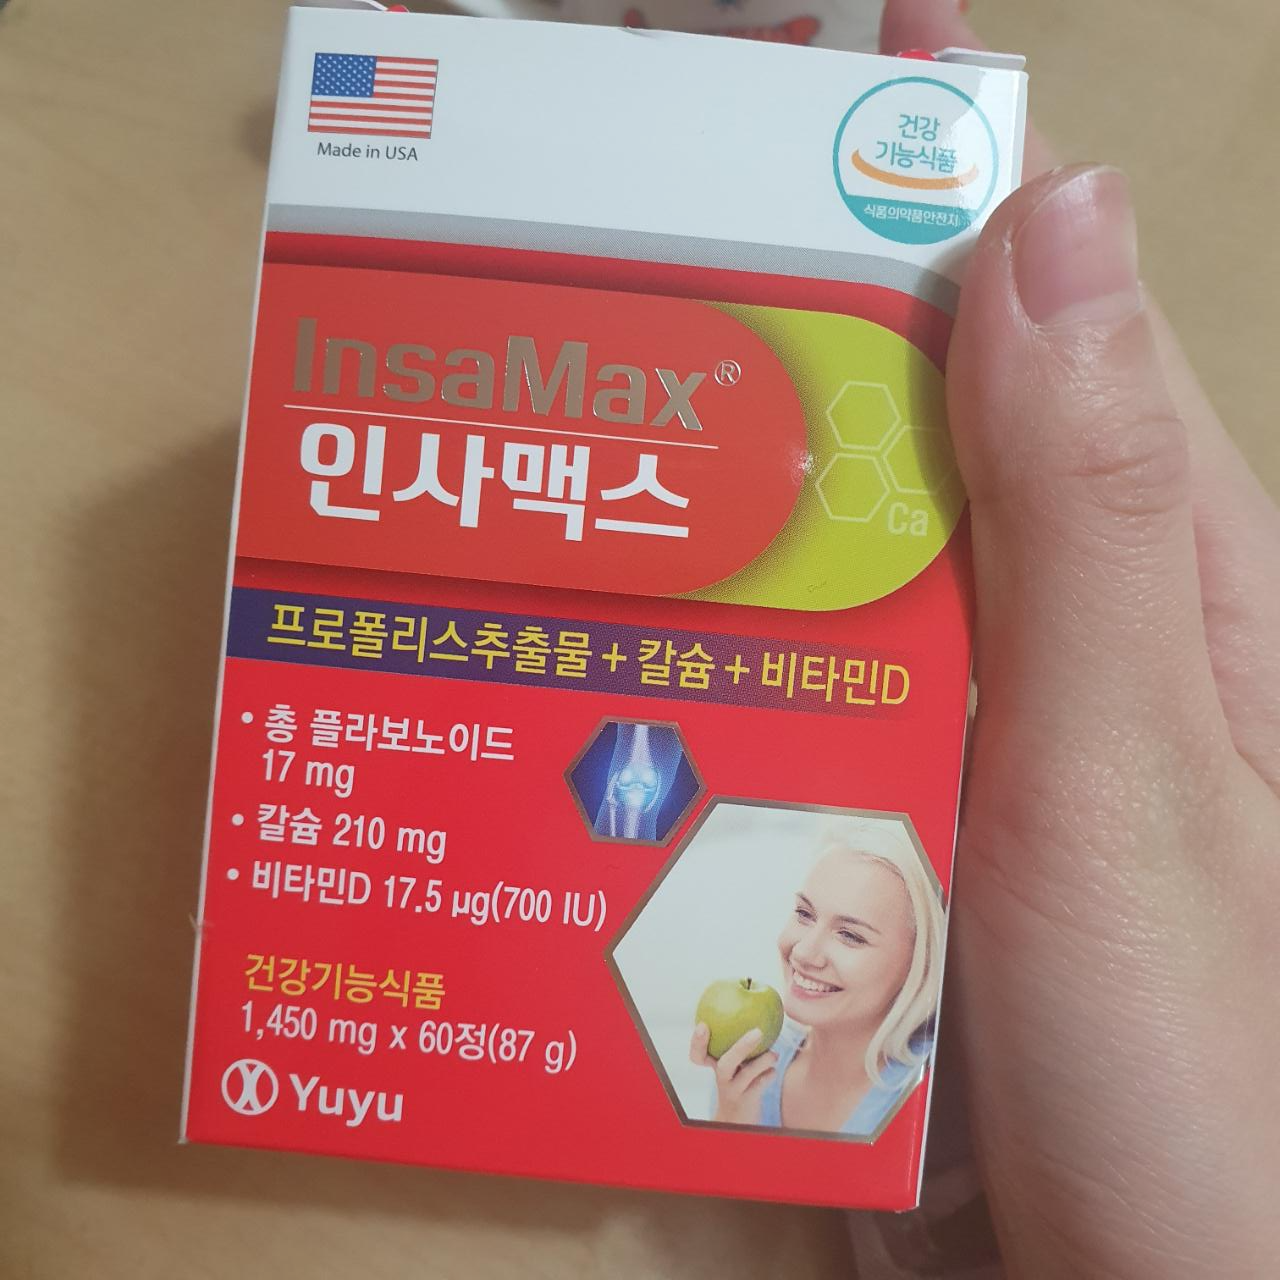 Made in USA
건강
기능식품
식품의약품안전처
InsaMax®
인사맥스
Ca
프로폴리스추출물 + 칼슘 + 비타민D
• 총 플라보노이드
17 mg
• 칼슘 210 mg
• 비타민D 17.5 µg(700 IU)
건강기능식품
1,450 mg x 60정(87 g)
Yuyu